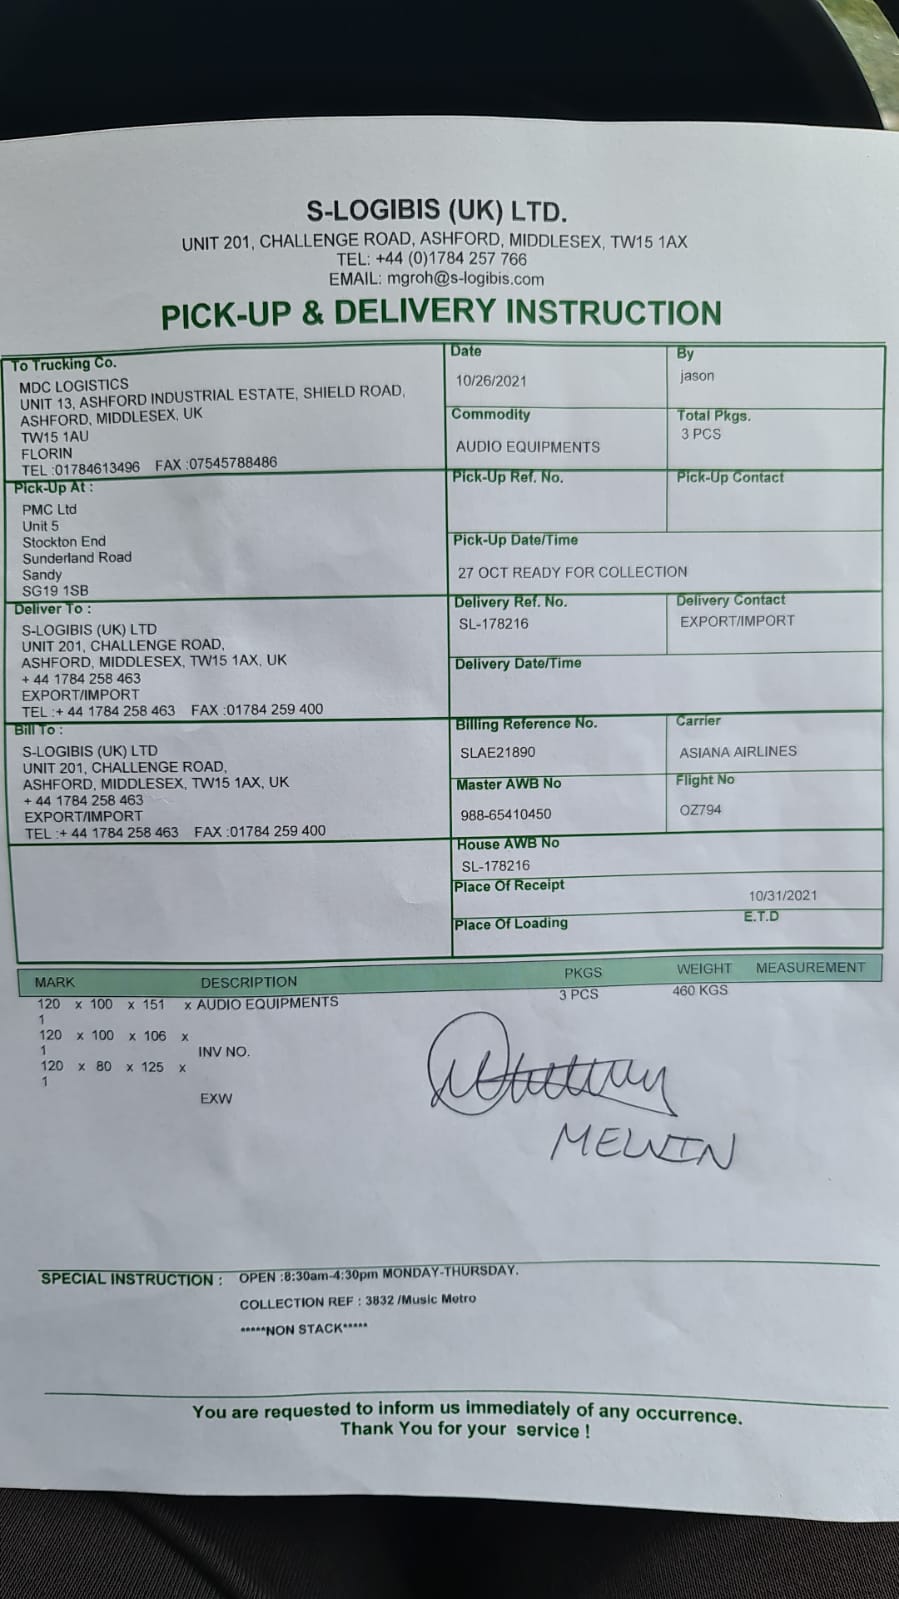 S-LOGIBIS (UK) LTD.
UNIT 201, CHALLENGE ROAD, ASHFORD, MIDDLESEX, TW15 1AX
TEL: +44 (0)1784 257 766
EMAIL: mgroh@s-logibis.com
PICK-UP & DELIVERY INSTRUCTION
To Trucking Co.
MDC LOGISTICS
UNIT 13, ASHFORD INDUSTRIAL ESTATE, SHIELD ROAD,
ASHFORD, MIDDLESEX, UK
TW15 1AU
FLORIN
TEL :01784613496 FAX :07545788486
Date
10/26/2021
By
jason
Commodity
AUDIO EQUIPMENTS
Total Pkgs.
3 PCS
Pick-Up At :
PMC Ltd
Unit 5
Stockton End
Sunderland Road
Sandy
SG19 1SB
Pick-Up Ref. No.
Pick-Up Contact
Pick-Up Date/Time
27 OCT READY FOR COLLECTION
Deliver To :
S-LOGIBIS (UK) LTD
UNIT 201, CHALLENGE ROAD,
ASHFORD, MIDDLESEX, TW15 1AX, UK
+ 44 1784 258 463
EXPORT/IMPORT
TEL :+ 44 1784 258 463 FAX :01784 259 400
Delivery Ref. No.
SL-178216
Delivery Contact
EXPORT/IMPORT
Delivery Date/Time
Bill To :
S-LOGIBIS (UK) LTD
UNIT 201, CHALLENGE ROAD,
ASHFORD, MIDDLESEX, TW15 1AX, UK
+ 44 1784 258 463
EXPORT/IMPORT
TEL :+ 44 1784 258 463 FAX :01784 259 400
Billing Reference No.
SLAE21890
Carrier
ASIANA AIRLINES
Master AWB No
988-65410450
Flight No
OZ794
House AWB No
SL-178216
Place Of Receipt
10/31/2021
Place Of Loading
E.T.D
MARK DESCRIPTION PKGS WEIGHT MEASUREMENT
120 x 100 x 151 x AUDIO EQUIPMENTS 3 PCS 460 KGS
1
120 x 100 x 106 x
1 INV NO.
120 x 80 x 125 x
1
EXW
MELVIN
SPECIAL INSTRUCTION : OPEN :8:30am-4:30pm MONDAY-THURSDAY.
COLLECTION REF : 3832 /Music Metro
*****NON STACK*****
You are requested to inform us immediately of any occurrence.
Thank You for your service !